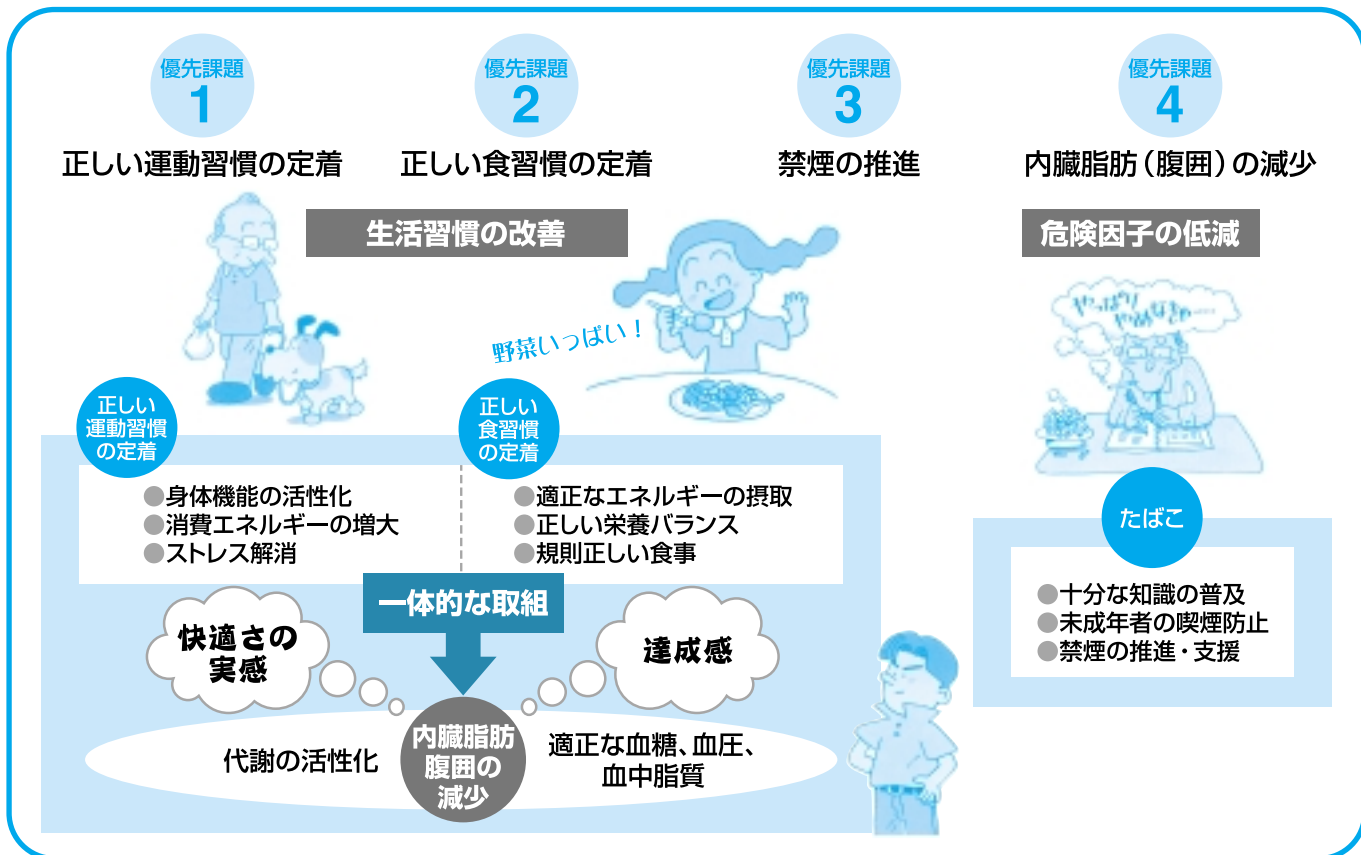 優先課題
1
正しい運動習慣の定着
優先課題
2
正しい食習慣の定着
優先課題
3
禁煙の推進
優先課題
4
内臓脂肪（腹囲）の減少
生活習慣の改善
危険因子の低減
野菜いっぱい！
やっぱり
やめなきゃ……
正しい
運動習慣
の定着
●身体機能の活性化
●消費エネルギーの増大
●ストレス解消
正しい
食習慣
の定着
●適正なエネルギーの摂取
●正しい栄養バランス
●規則正しい食事
一体的な取組
快適さの
実感
達成感
代謝の活性化
内臓脂肪
腹囲の
減少
適正な血糖、血圧、
血中脂質
たばこ
●十分な知識の普及
●未成年者の喫煙防止
●禁煙の推進・支援